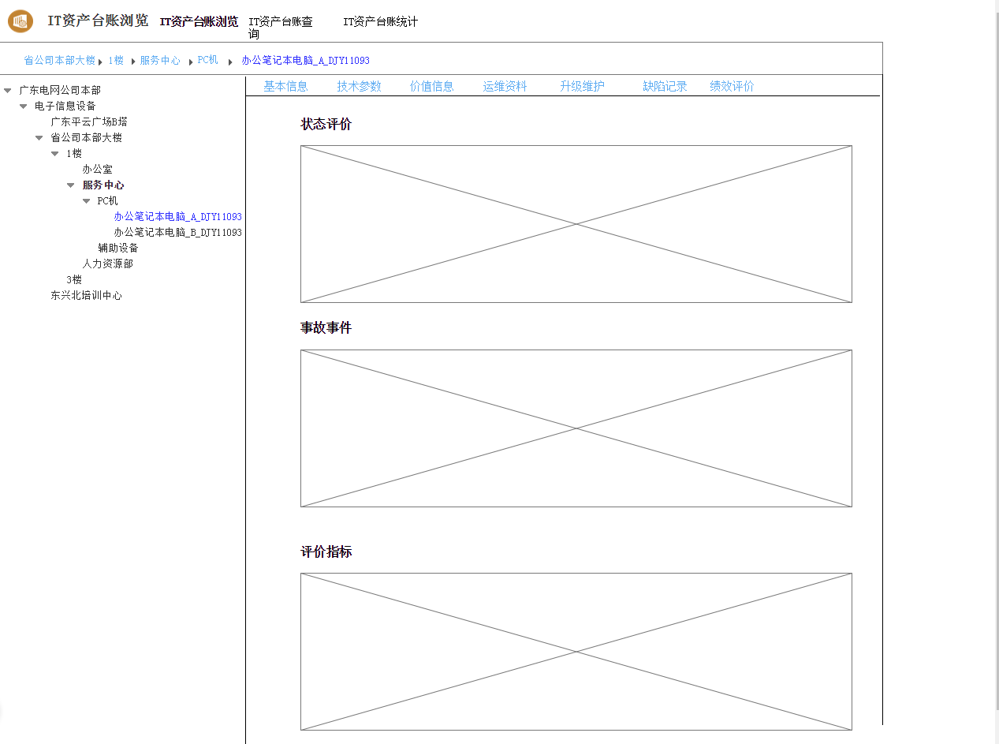 IT资产台账浏览
IT资产台账浏览
IT资产台账查
询
IT资产台账统计
省公司本部大楼
1楼
服务中心
PC机
办公笔记本电脑_A_DJY11093
广东电网公司本部
电子信息设备
广东平云广场B塔
省公司本部大楼
1楼
办公室
服务中心
PC机
办公笔记本电脑_A_DJY11093
办公笔记本电脑_B_DJY11093
辅助设备
人力资源部
3楼
东兴北培训中心
基本信息
技术参数
价值信息
运维资料
升级维护
缺陷记录
绩效评价
状态评价
事故事件
评价指标